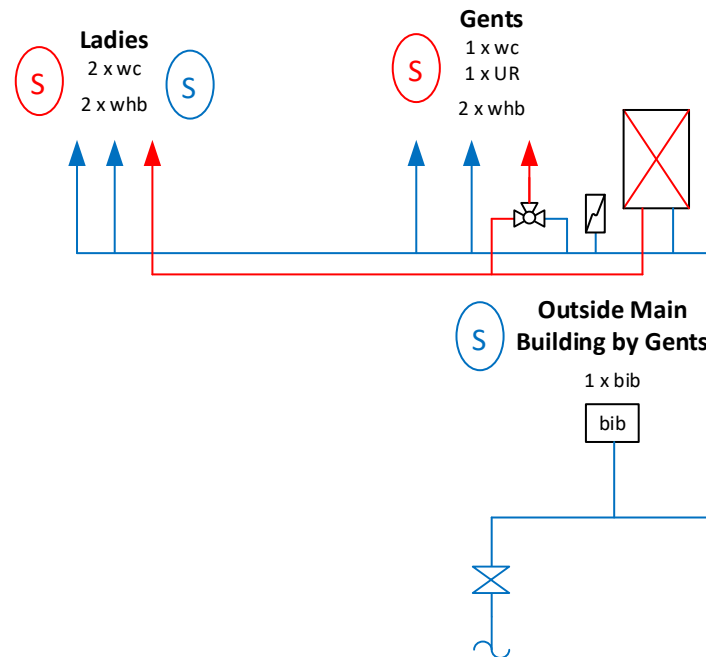 Ladies
S
2 x wc
S
2 x whb
Gents
S
1 x wc
1 x UR
2 x whb
S
Outside Main
Building by Gents
1 x bib
bib